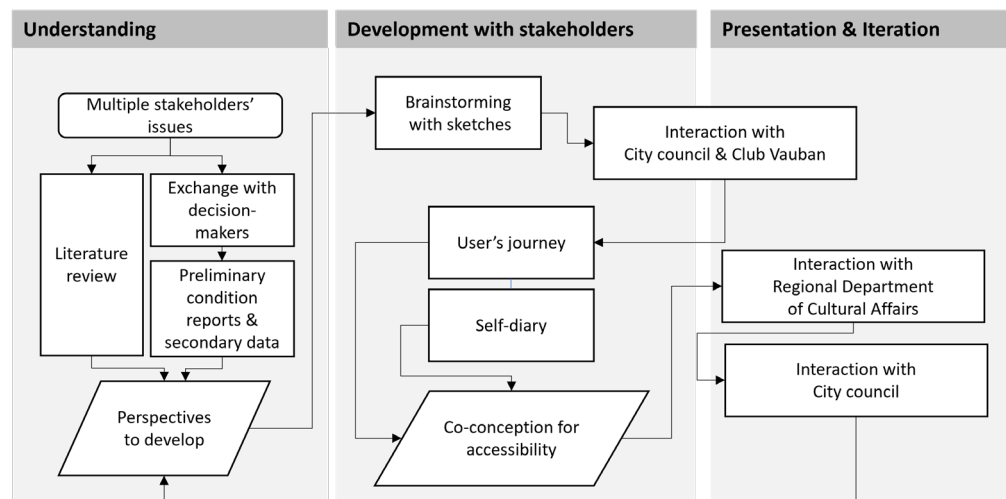 Understanding
Development with stakeholders
Presentation & Iteration
Multiple stakeholders’
issues
Literature
review
Exchange with
decision-
makers
Preliminary
condition
reports &
secondary data
Perspectives
to develop
Brainstorming
with sketches
Interaction with
City council & Club Vauban
User’s journey
Self-diary
Co-conception for
accessibility
Interaction with
Regional Department
of Cultural Affairs
Interaction with
City council